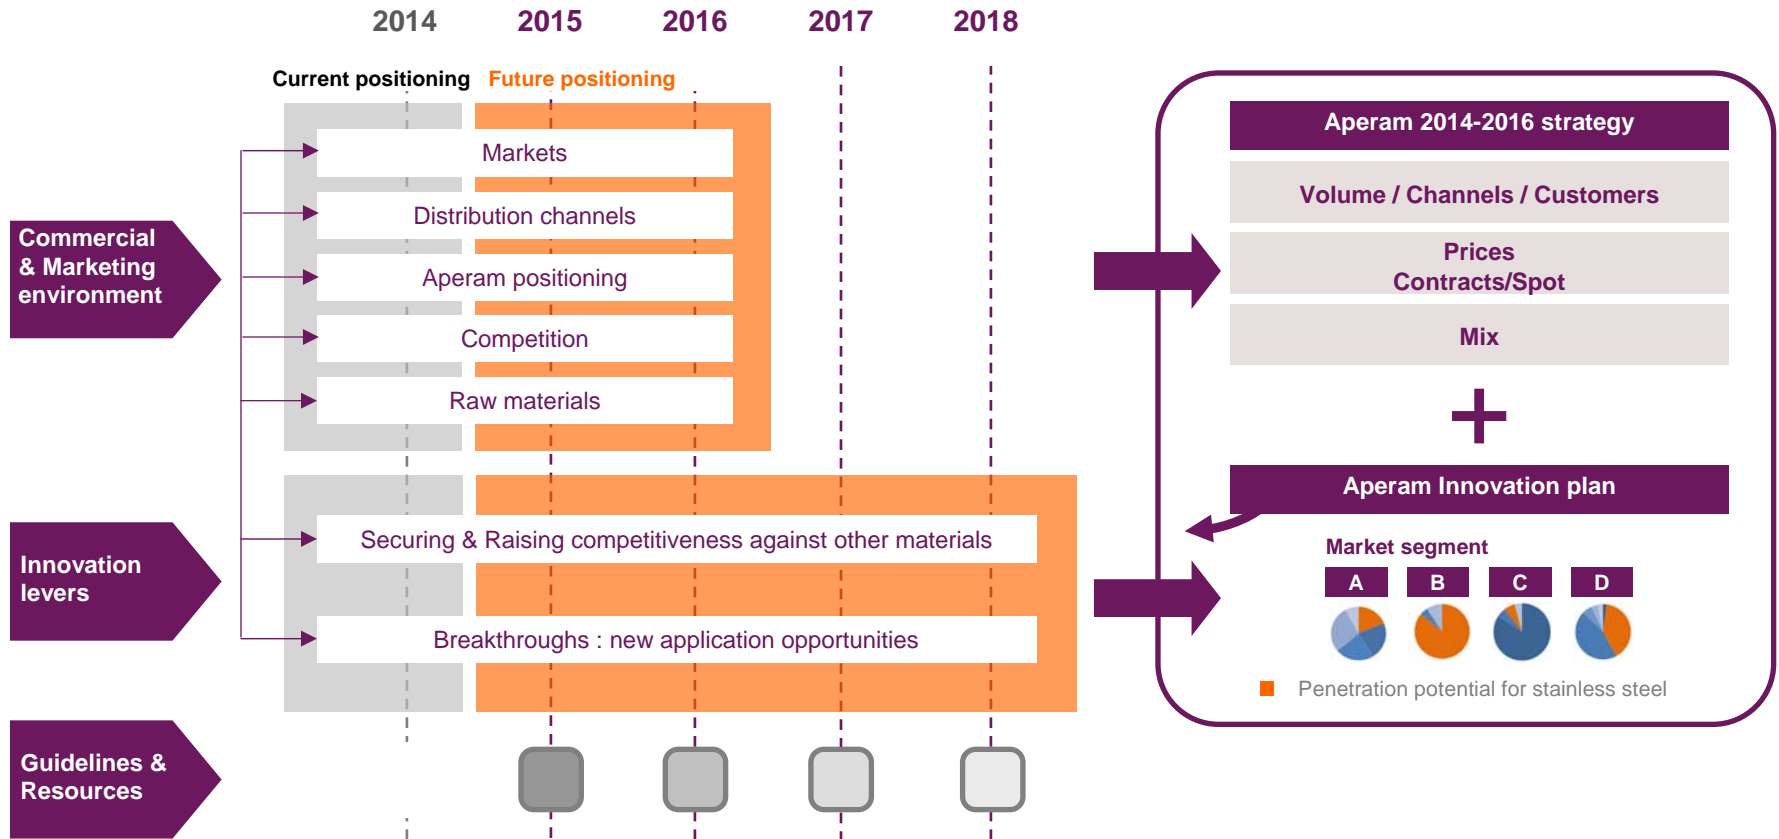 2014 2015 2016 2017 2018
Current positioning Future positioning
Commercial
& Marketing
environment
Markets
Distribution channels
Aperam positioning
Competition
Raw materials
Innovation
levers
Securing & Raising competitiveness against other materials
Breakthroughs : new application opportunities
Guidelines &
Resources
Aperam 2014-2016 strategy
Volume / Channels / Customers
Prices
Contracts/Spot
Mix
+
Aperam Innovation plan
Market segment
A B C D
Penetration potential for stainless steel